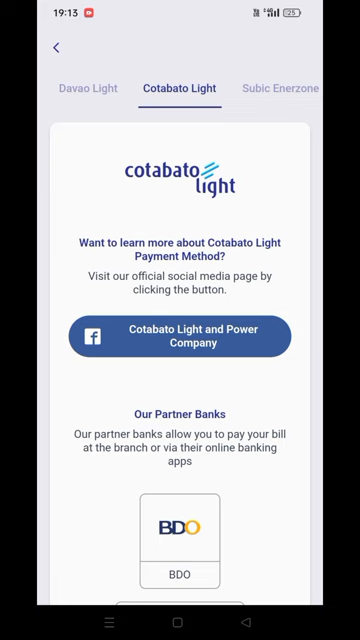 19:13
25
Davao Light
Cotabato Light
Subic Enerzone
cotabato
light
Want to learn more about Cotabato Light
Payment Method?
Visit our official social media page by
clicking the button.
Cotabato Light and Power
Company
Our Partner Banks
Our partner banks allow you to pay your bill
at the branch or via their online banking
apps
BDO
BDO